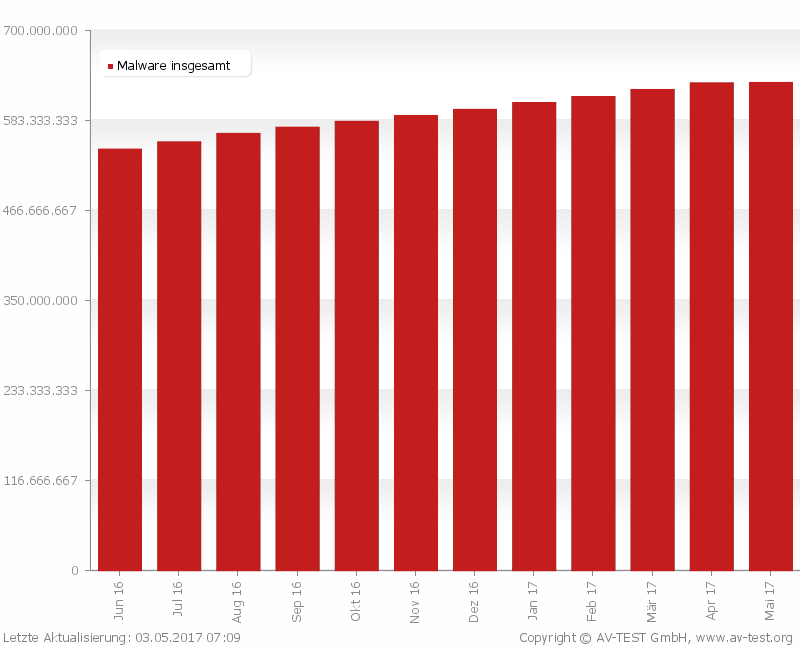 700.000.000
Malware insgesamt
583.333.333
466.666.667
350.000.000
233.333.333
116.666.667
0
Jun 16
Jul 16
Aug 16
Sep 16
Okt 16
Nov 16
Dez 16
Jan 17
Feb 17
Mär 17
Apr 17
Mai 17
Letzte Aktualisierung: 03.05.2017 07:09
Copyright © AV-TEST GmbH, www.av-test.org